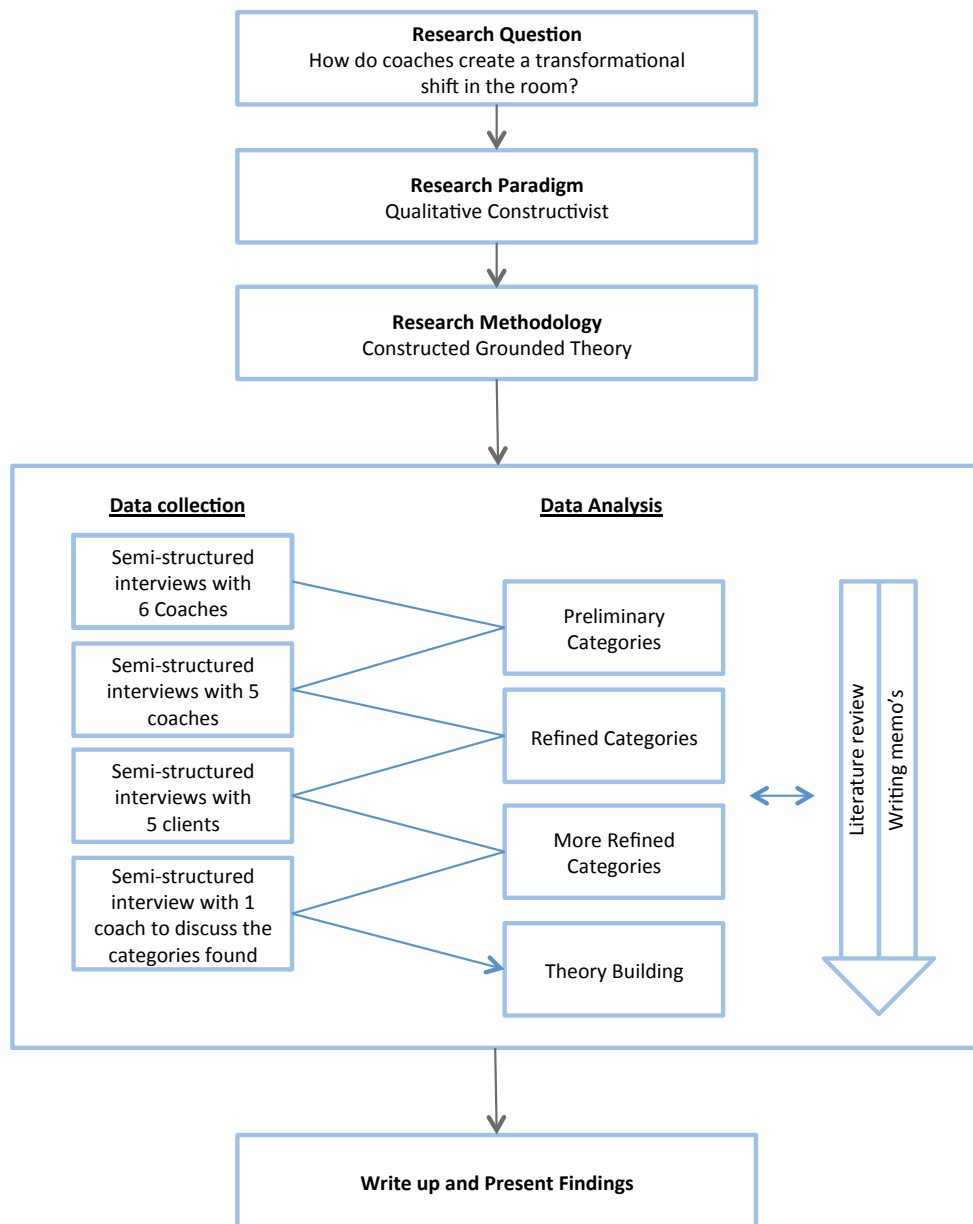 Research Question
How do coaches create a transformational
shift in the room?
Research Paradigm
Qualitative Constructivist
Research Methodology
Constructed Grounded Theory
Data collection
Semi-structured
interviews with
6 Coaches
Semi-structured
interviews with 5
coaches
Semi-structured
interviews with
5 clients
Semi-structured
interview with 1
coach to discuss the
categories found
Data Analysis
Preliminary
Categories
Refined Categories
More Refined
Categories
Theory Building
Literature review
Writing memo's
Write up and Present Findings